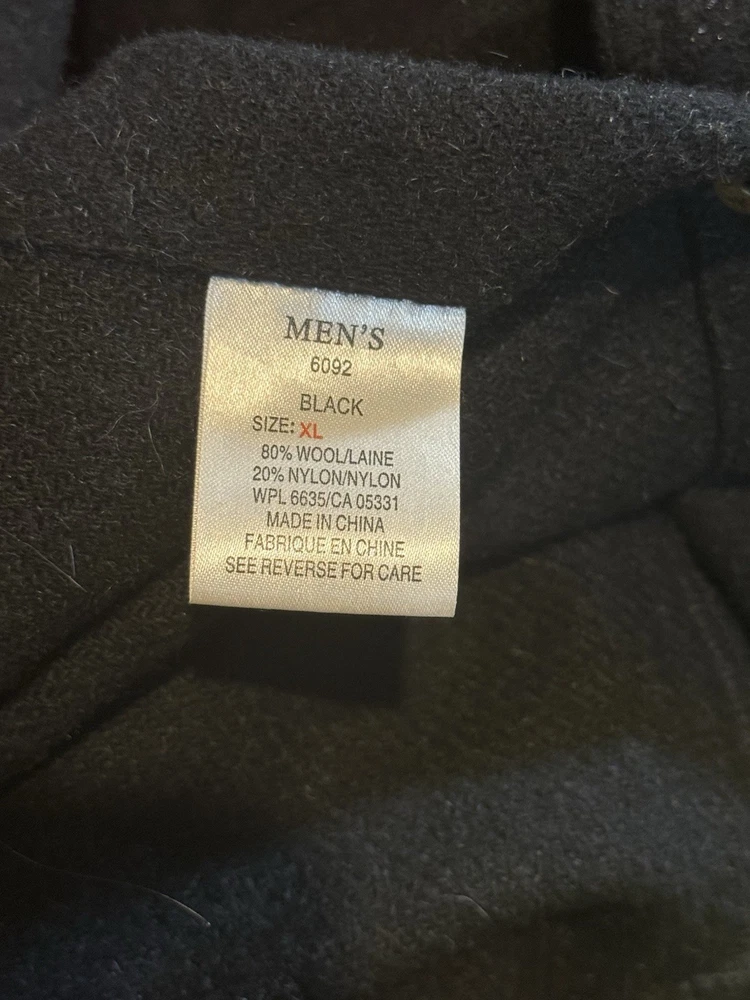 MEN'S
6092
BLACK
SIZE: XL
80% WOOL/LAINE
20% NYLON/NYLON
WPL 6635/CA 05331
MADE IN CHINA
FABRIQUE EN CHINE
SEE REVERSE FOR CARE